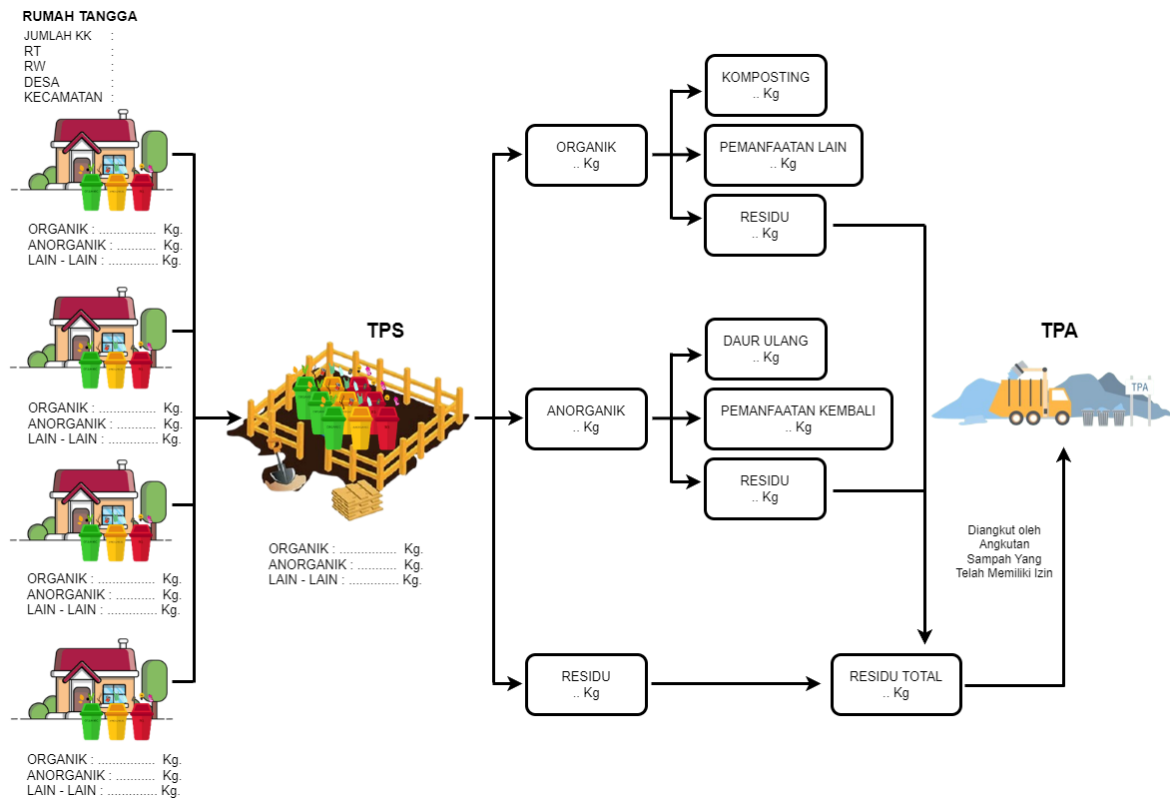 RUMAH TANGGA
JUMLAH KK :
RT :
RW :
DESA :
KECAMATAN :
ORGANIK : ............... Kg.
ANORGANIK : ........... Kg.
LAIN - LAIN : .............. Kg.
ORGANIK : ............... Kg.
ANORGANIK : ........... Kg.
LAIN - LAIN : .............. Kg.
ORGANIK : ............... Kg.
ANORGANIK : ........... Kg.
LAIN - LAIN : .............. Kg.
ORGANIK : ............... Kg.
ANORGANIK : ........... Kg.
LAIN - LAIN : .............. Kg.
TPS
ORGANIK : ............... Kg.
ANORGANIK : ........... Kg.
LAIN - LAIN : .............. Kg.
ORGANIK
.. Kg
KOMPOSTING
.. Kg
PEMANFAATAN LAIN
.. Kg
RESIDU
.. Kg
ANORGANIK
.. Kg
DAUR ULANG
.. Kg
PEMANFAATAN KEMBALI
.. Kg
RESIDU
.. Kg
RESIDU
.. Kg
RESIDU TOTAL
.. Kg
TPA
TPA
Diangkut oleh
Angkutan
Sampah Yang
Telah Memiliki Izin